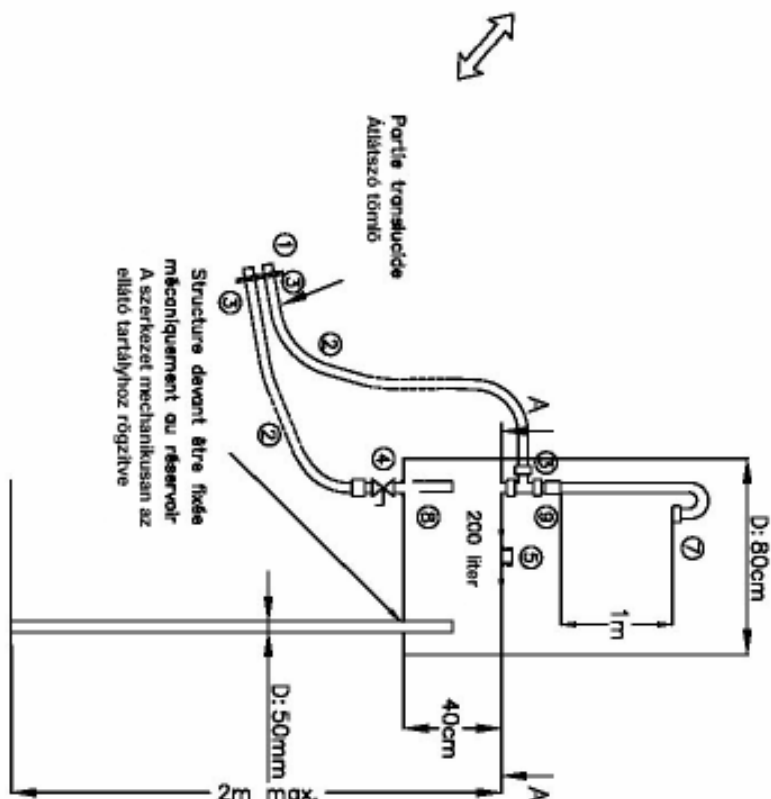 Partie translucide
Átlátszó tömlő
Structure devant être fixée
mécaniquement au réservoir
A szerkezet mechanikusan az
ellátó tartályhoz rögzítve
①
③
③
②
②
④
A
⑥
⑨
⑦
⑧
⑤
200 liter
D: 80cm
1m
40cm
D: 50mm
2m max.
A